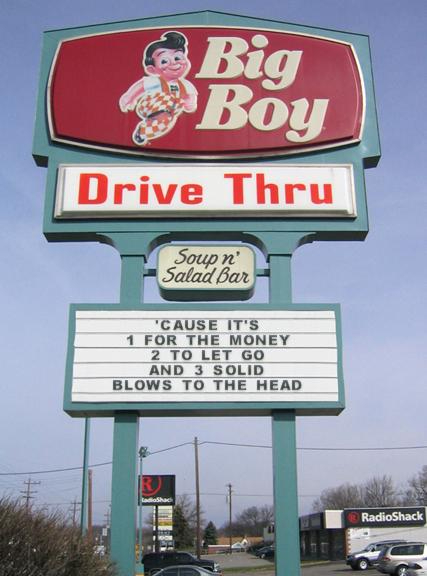 Big
Boy
Drive Thru
Soup n'
Salad Bar
'CAUSE IT'S
1 FOR THE MONEY
2 TO LET GO
AND 3 SOLID
BLOWS TO THE HEAD
R
RadioShack
RadioShack